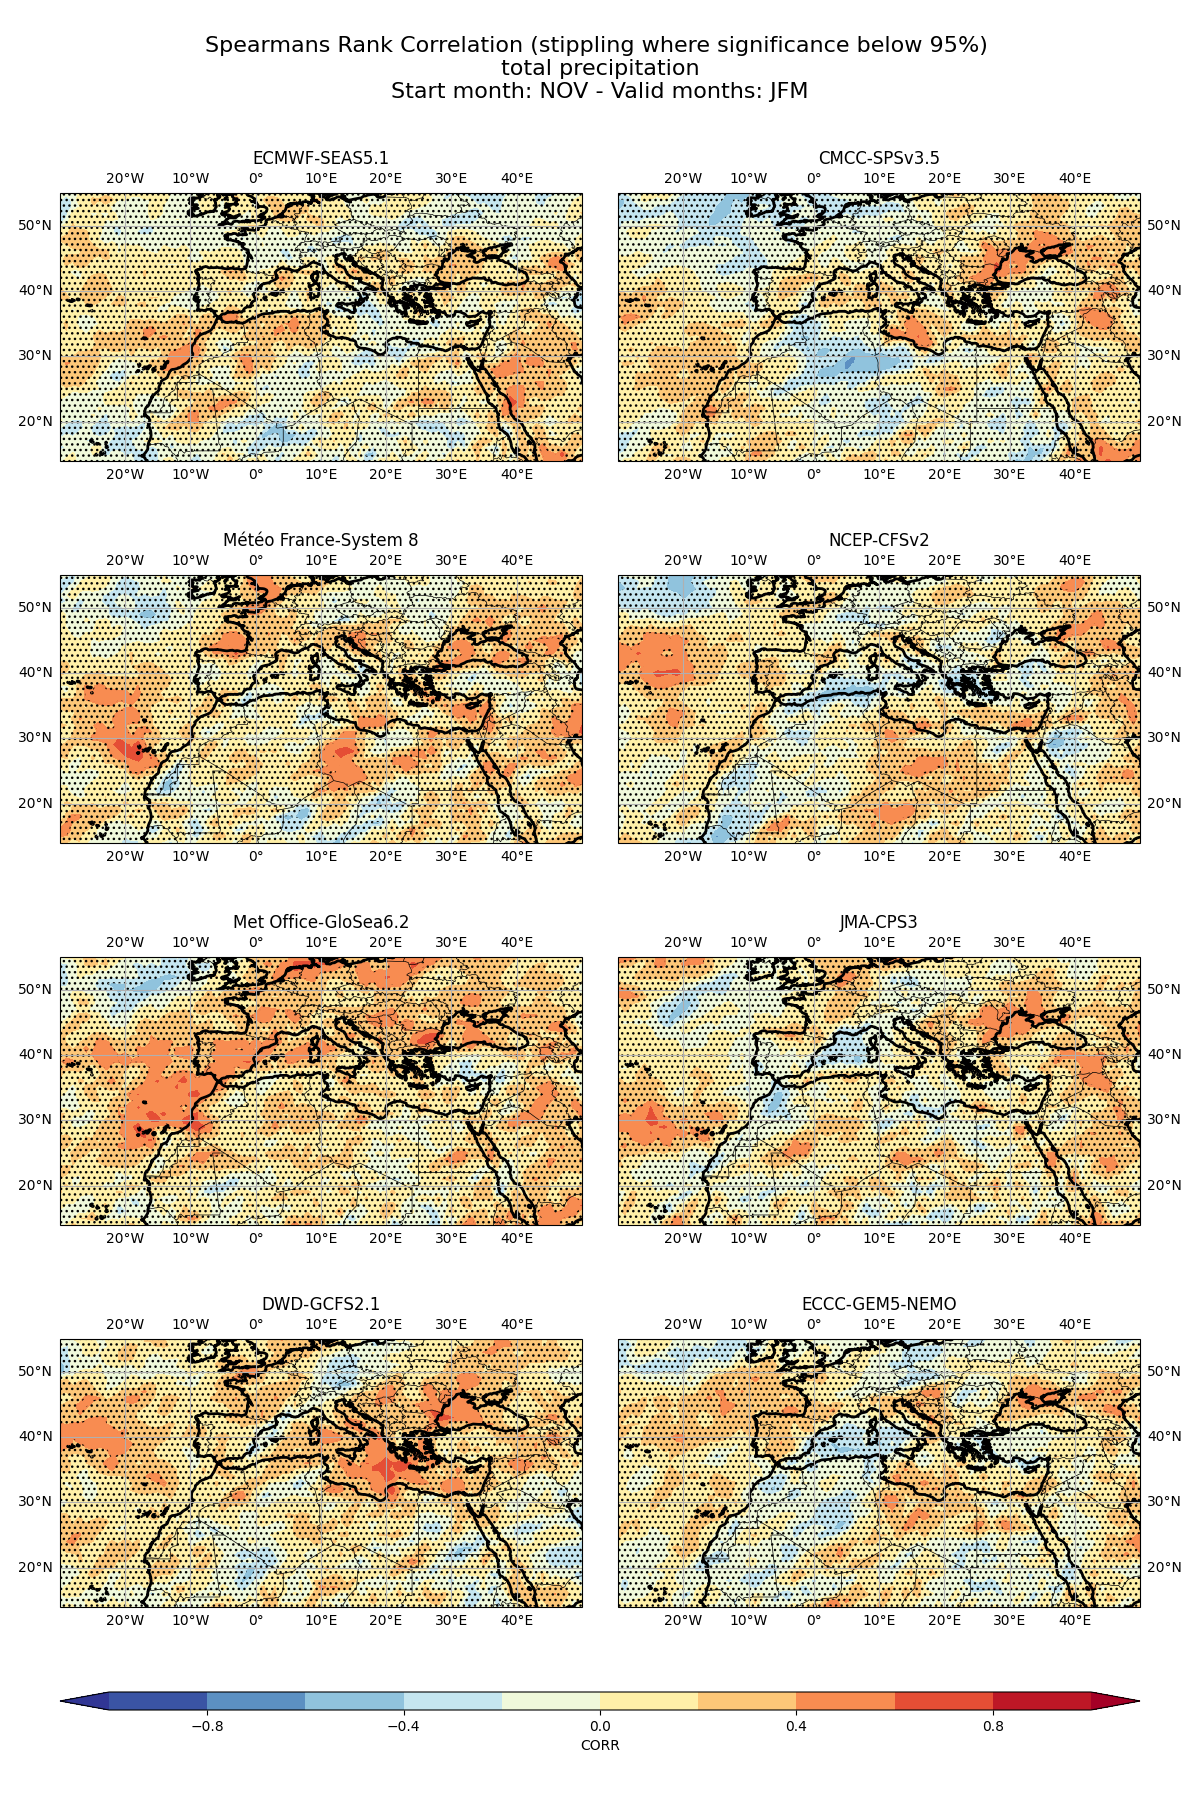 Spearmans Rank Correlation (stippling where significance below 95%)
total precipitation
Start month: NOV - Valid months: JFM
ECMWF-SEAS5.1
20°W 10°W 0° 10°E 20°E 30°E 40°E
50°N
40°N
30°N
20°N
20°W 10°W 0° 10°E 20°E 30°E 40°E
CMCC-SPSv3.5
20°W 10°W 0° 10°E 20°E 30°E 40°E
50°N
40°N
30°N
20°N
20°W 10°W 0° 10°E 20°E 30°E 40°E
Météo France-System 8
20°W 10°W 0° 10°E 20°E 30°E 40°E
50°N
40°N
30°N
20°N
20°W 10°W 0° 10°E 20°E 30°E 40°E
NCEP-CFSv2
20°W 10°W 0° 10°E 20°E 30°E 40°E
50°N
40°N
30°N
20°N
20°W 10°W 0° 10°E 20°E 30°E 40°E
Met Office-GloSea6.2
20°W 10°W 0° 10°E 20°E 30°E 40°E
50°N
40°N
30°N
20°N
20°W 10°W 0° 10°E 20°E 30°E 40°E
JMA-CPS3
20°W 10°W 0° 10°E 20°E 30°E 40°E
50°N
40°N
30°N
20°N
20°W 10°W 0° 10°E 20°E 30°E 40°E
DWD-GCFS2.1
20°W 10°W 0° 10°E 20°E 30°E 40°E
50°N
40°N
30°N
20°N
20°W 10°W 0° 10°E 20°E 30°E 40°E
ECCC-GEM5-NEMO
20°W 10°W 0° 10°E 20°E 30°E 40°E
50°N
40°N
30°N
20°N
20°W 10°W 0° 10°E 20°E 30°E 40°E
−0.8 −0.4 0.0 0.4 0.8
CORR